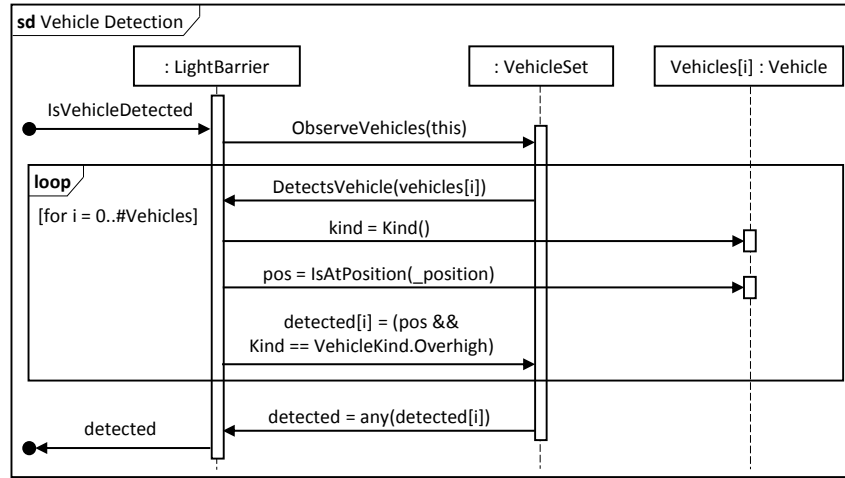 sd Vehicle Detection
: LightBarrier
: VehicleSet
Vehicles[i] : Vehicle
IsVehicleDetected
ObserveVehicles(this)
loop
DetectsVehicle(vehicles[i])
[for i = 0..#Vehicles]
kind = Kind()
pos = IsAtPosition(_position)
detected[i] = (pos &&
Kind == VehicleKind.Overhigh)
detected = any(detected[i])
detected